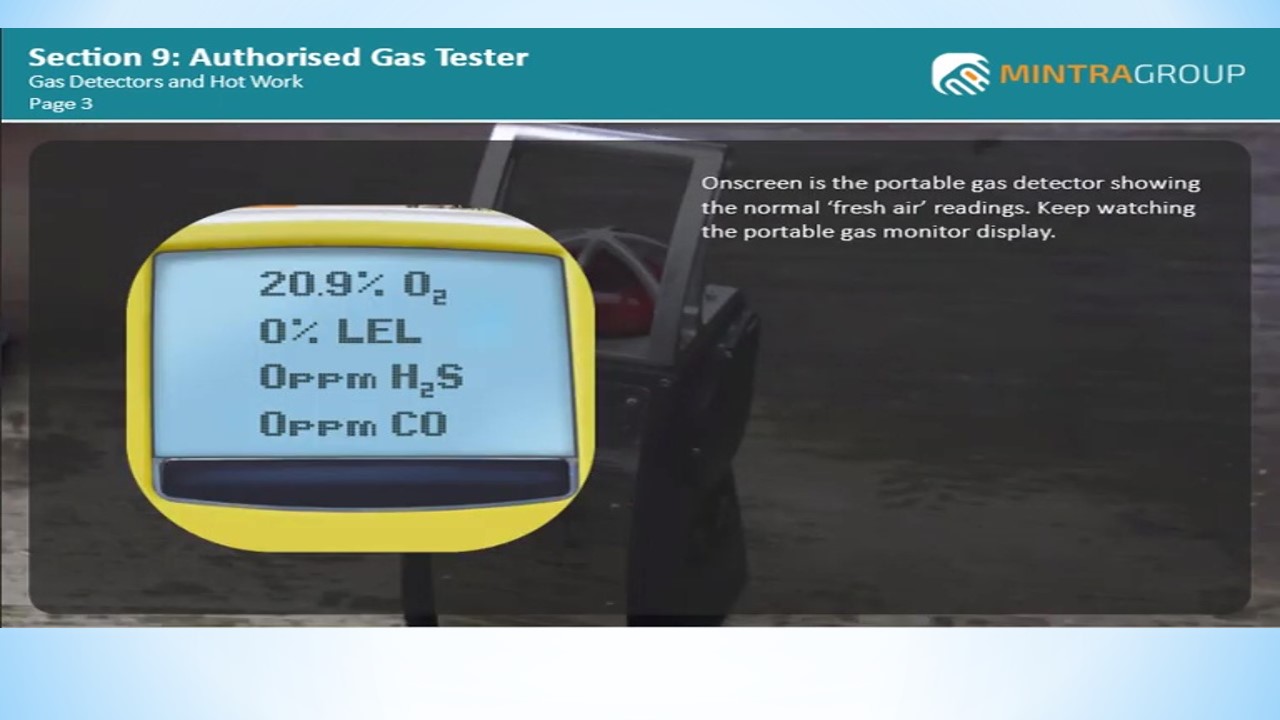 Section 9: Authorised Gas Tester
Gas Detectors and Hot Work
Page 3
MINTRAGROUP
Onscreen is the portable gas detector showing
the normal ‘fresh air’ readings. Keep watching
the portable gas monitor display.
20.9% O₂
0% LEL
0ppm H₂S
0ppm CO